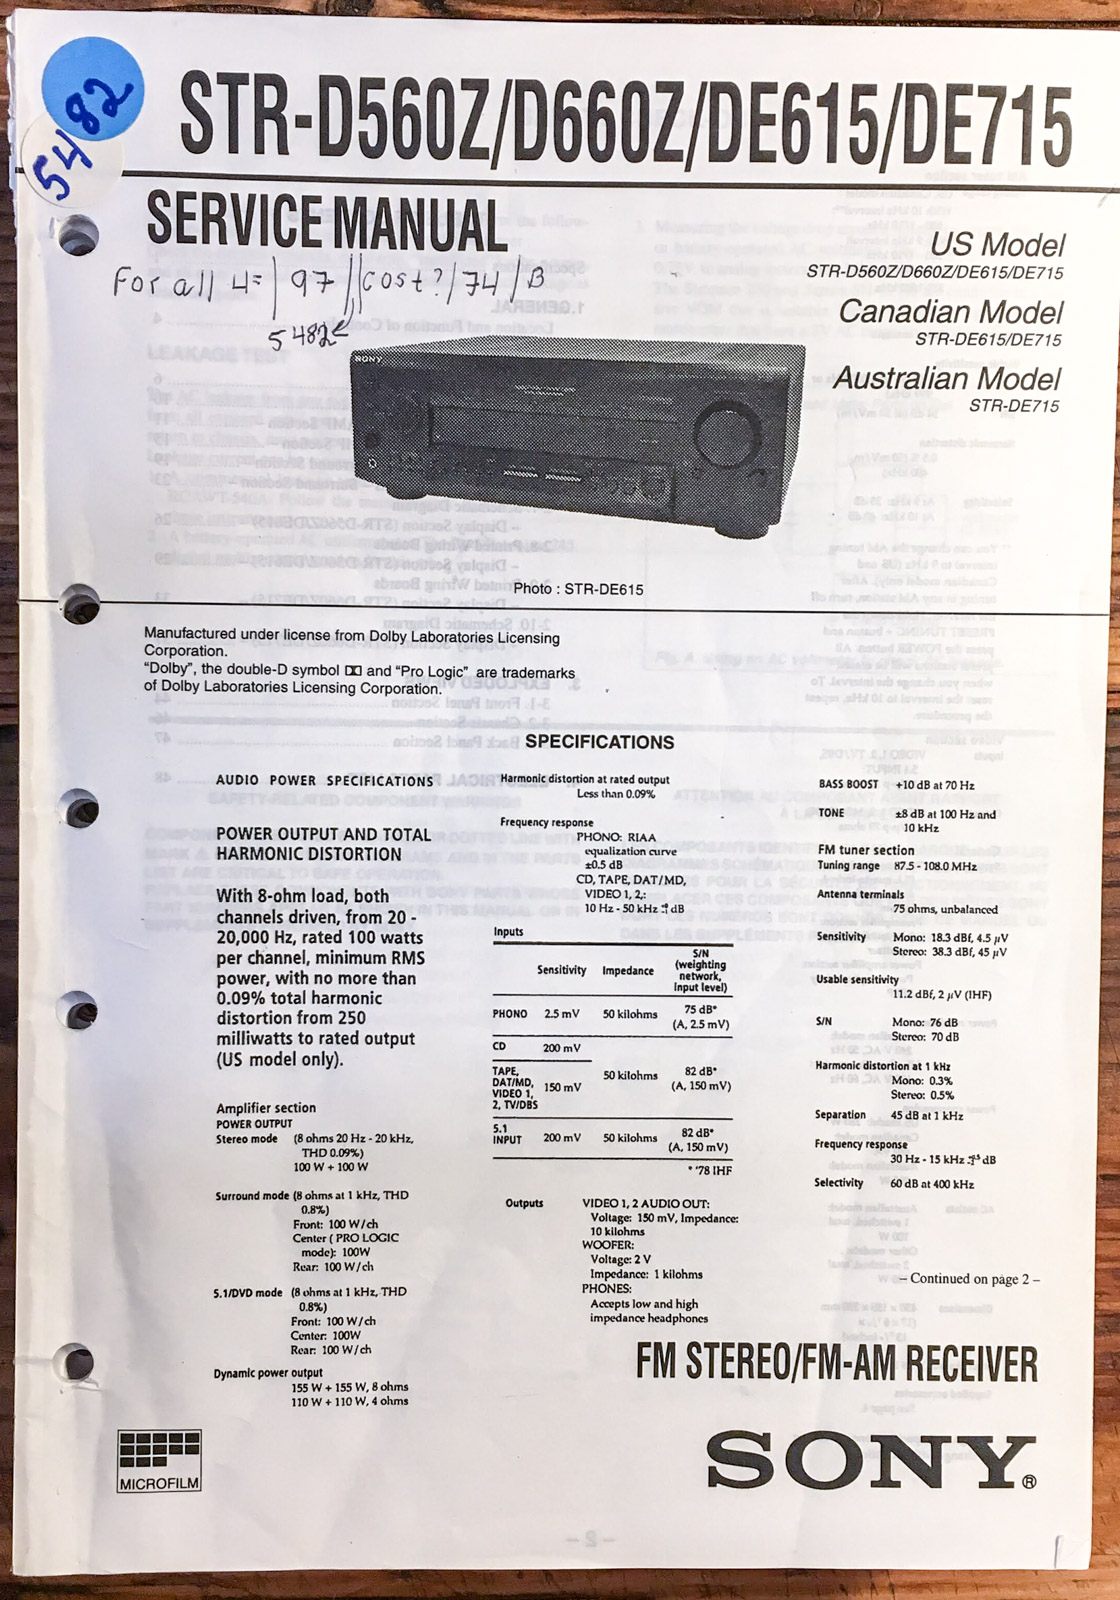 5482
STR-D560Z/D660Z/DE615/DE715
SERVICE MANUAL
For all 4= | 97 || cost? / 74 / B
5482
US Model
STR-D560Z/D660Z/DE615/DE715
Canadian Model
STR-DE615/DE715
Australian Model
STR-DE715
SONY
Photo : STR-DE615
Manufactured under license from Dolby Laboratories Licensing
Corporation.
“Dolby”, the double-D symbol and “Pro Logic” are trademarks
of Dolby Laboratories Licensing Corporation.
SPECIFICATIONS
AUDIO POWER SPECIFICATIONS
POWER OUTPUT AND TOTAL
HARMONIC DISTORTION
With 8-ohm load, both
channels driven, from 20 -
20,000 Hz, rated 100 watts
per channel, minimum RMS
power, with no more than
0.09% total harmonic
distortion from 250
milliwatts to rated output
(US model only).
Amplifier section
POWER OUTPUT
Stereo mode (8 ohms 20 Hz - 20 kHz,
THD 0.09%)
100 W + 100 W
Surround mode (8 ohms at 1 kHz, THD
0.8%)
Front: 100 W/ch
Center ( PRO LOGIC
mode): 100W
Rear: 100 W/ch
5.1/DVD mode (8 ohms at 1 kHz, THD
0.8%)
Front: 100 W/ch
Center: 100W
Rear: 100 W/ch
Dynamic power output
155 W + 155 W, 8 ohms
110 W + 110 W, 4 ohms
Harmonic distortion at rated output
Less than 0.09%
Frequency response
PHONO: RIAA
equalization curve
±0.5 dB
CD, TAPE, DAT/MD,
VIDEO 1, 2,:
10 Hz - 50 kHz dB
Inputs
Sensitivity Impedance S/N
(weighting
network,
Input level)
PHONO 2.5 mV 50 kilohms 75 dB*
(A, 2.5 mV)
CD 200 mV
TAPE,
DAT/MD,
VIDEO 1,
2, TV/DBS 150 mV 50 kilohms 82 dB*
(A, 150 mV)
5.1
INPUT 200 mV 50 kilohms 82 dB*
(A, 150 mV)
* '78 IHF
Outputs VIDEO 1, 2 AUDIO OUT:
Voltage: 150 mV, Impedance:
10 kilohms
WOOFER:
Voltage: 2 V
Impedance: 1 kilohms
PHONES:
Accepts low and high
impedance headphones
BASS BOOST +10 dB at 70 Hz
TONE ±8 dB at 100 Hz and
10 kHz
FM tuner section
Tuning range 87.5 - 108.0 MHz
Antenna terminals
75 ohms, unbalanced
Sensitivity Mono: 18.3 dBf, 4.5 µV
Stereo: 38.3 dBf, 45 µV
Usable sensitivity
11.2 dBf, 2 µV (IHF)
S/N Mono: 76 dB
Stereo: 70 dB
Harmonic distortion at 1 kHz
Mono: 0.3%
Stereo: 0.5%
Separation 45 dB at 1 kHz
Frequency response
30 Hz - 15 kHz dB
Selectivity 60 dB at 400 kHz
– Continued on page 2 –
FM STEREO/FM-AM RECEIVER
MICROFILM
SONY®